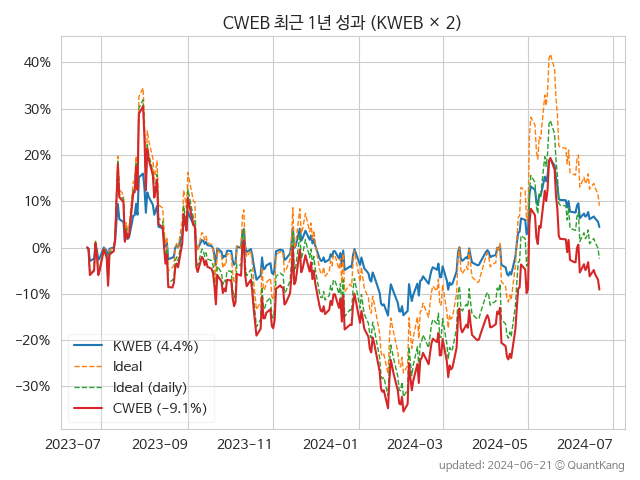 CWEB 최근 1년 성과 (KWEB × 2)
40%
30%
20%
10%
0%
−10%
−20%
−30%
KWEB (4.4%)
Ideal
Ideal (daily)
CWEB (−9.1%)
2023-07 2023-09 2023-11 2024-01 2024-03 2024-05 2024-07
updated: 2024-06-21 ⓒ QuantKang